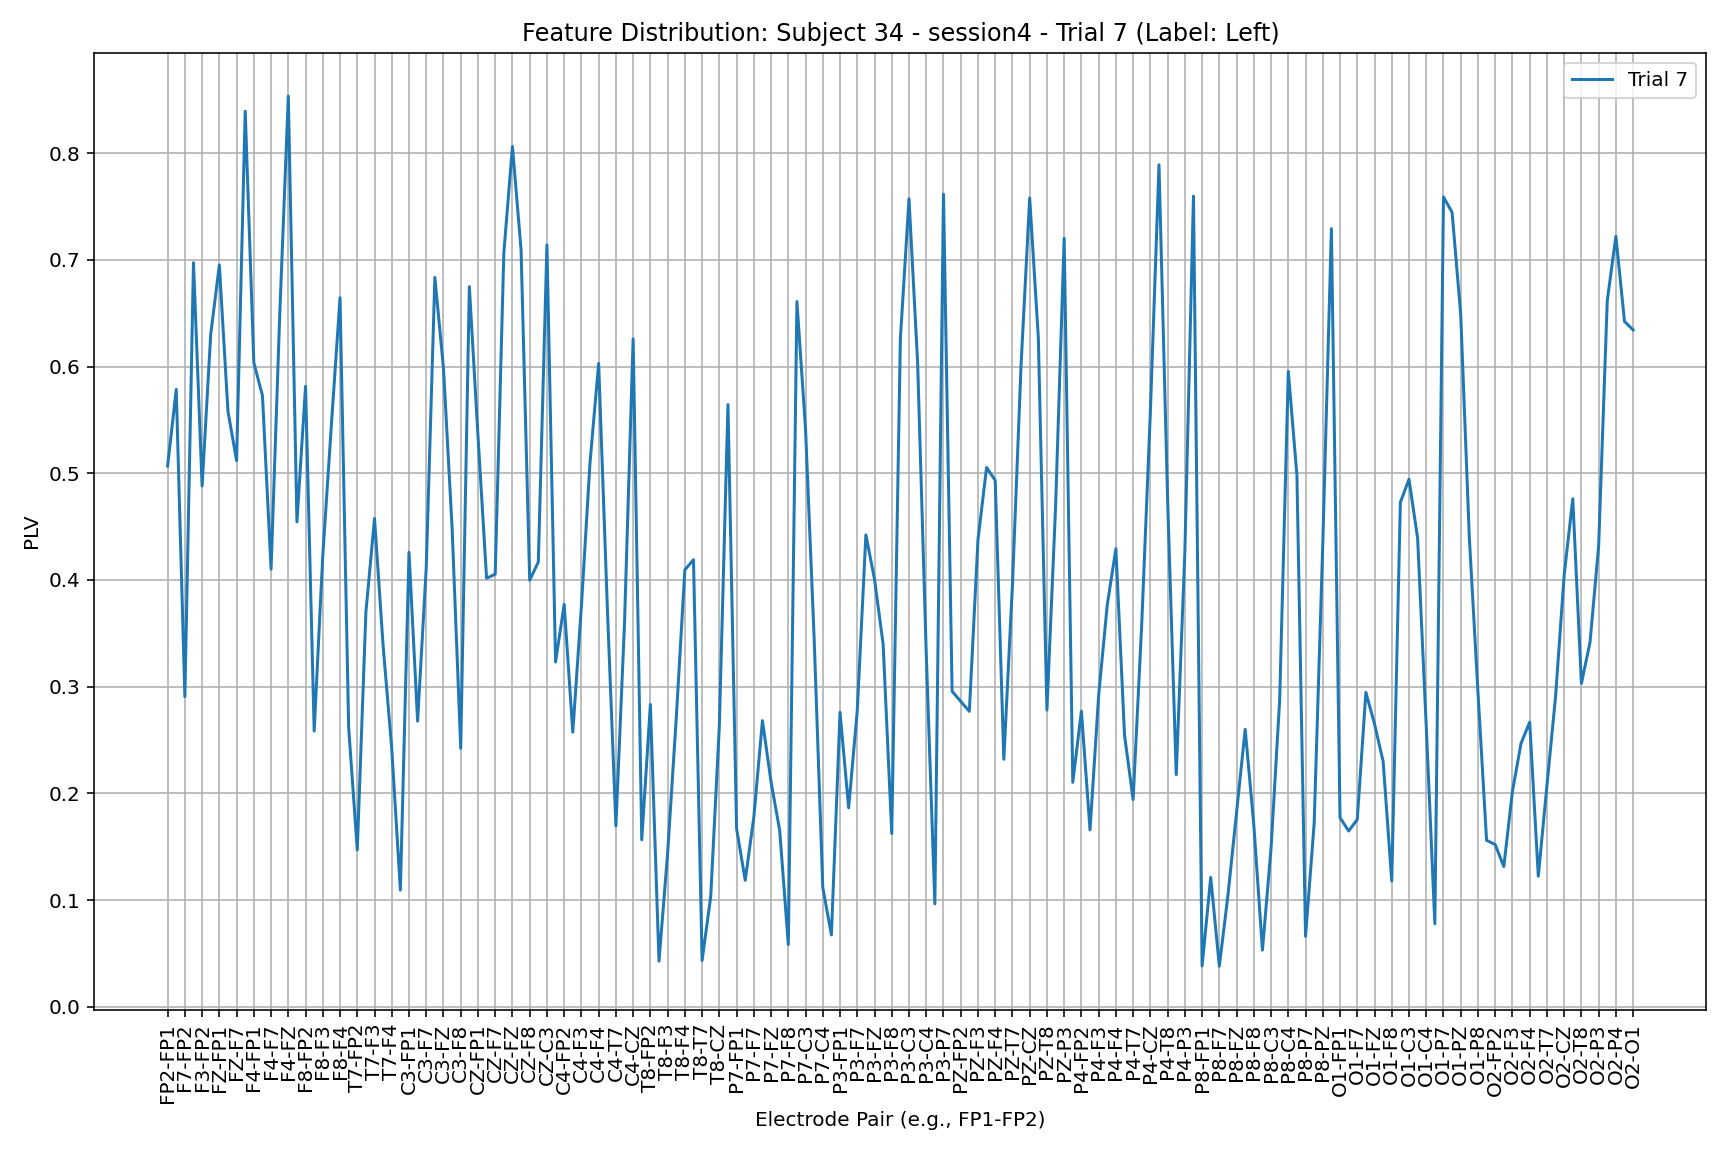 Feature Distribution: Subject 34 - session4 - Trial 7 (Label: Left)
Trial 7
PLV
0.8
0.7
0.6
0.5
0.4
0.3
0.2
0.1
0.0
FP2-FP1
F7-FP2
F3-FP2
FZ-FP1
FZ-F7
F4-FP1
F4-F7
F4-FZ
F8-FP2
F8-F3
F8-F4
T7-FP2
T7-F3
T7-F4
C3-FP1
C3-F7
C3-FZ
C3-F8
CZ-FP1
CZ-F7
CZ-FZ
CZ-F8
CZ-C3
C4-FP2
C4-F3
C4-F4
C4-T7
C4-CZ
T8-FP2
T8-F3
T8-F4
T8-T7
T8-CZ
P7-FP1
P7-F7
P7-FZ
P7-F8
P7-C3
P7-C4
P3-FP1
P3-F7
P3-FZ
P3-F8
P3-C3
P3-C4
P3-P7
PZ-FP2
PZ-F3
PZ-F4
PZ-T7
PZ-CZ
PZ-T8
PZ-P3
P4-FP2
P4-F3
P4-F4
P4-T7
P4-CZ
P4-T8
P4-P3
P8-FP1
P8-F7
P8-FZ
P8-F8
P8-C3
P8-C4
P8-P7
P8-PZ
O1-FP1
O1-F7
O1-FZ
O1-F8
O1-C3
O1-C4
O1-P7
O1-PZ
O1-P8
O2-FP2
O2-F3
O2-F4
O2-T7
O2-CZ
O2-T8
O2-P3
O2-P4
O2-O1
Electrode Pair (e.g., FP1-FP2)